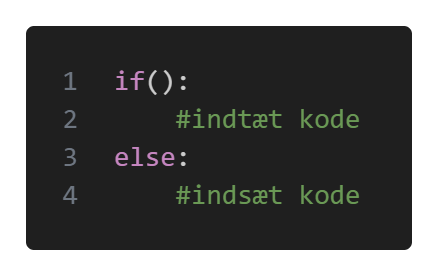 1 if():
2     #indtæt kode
3 else:
4     #indsæt kode